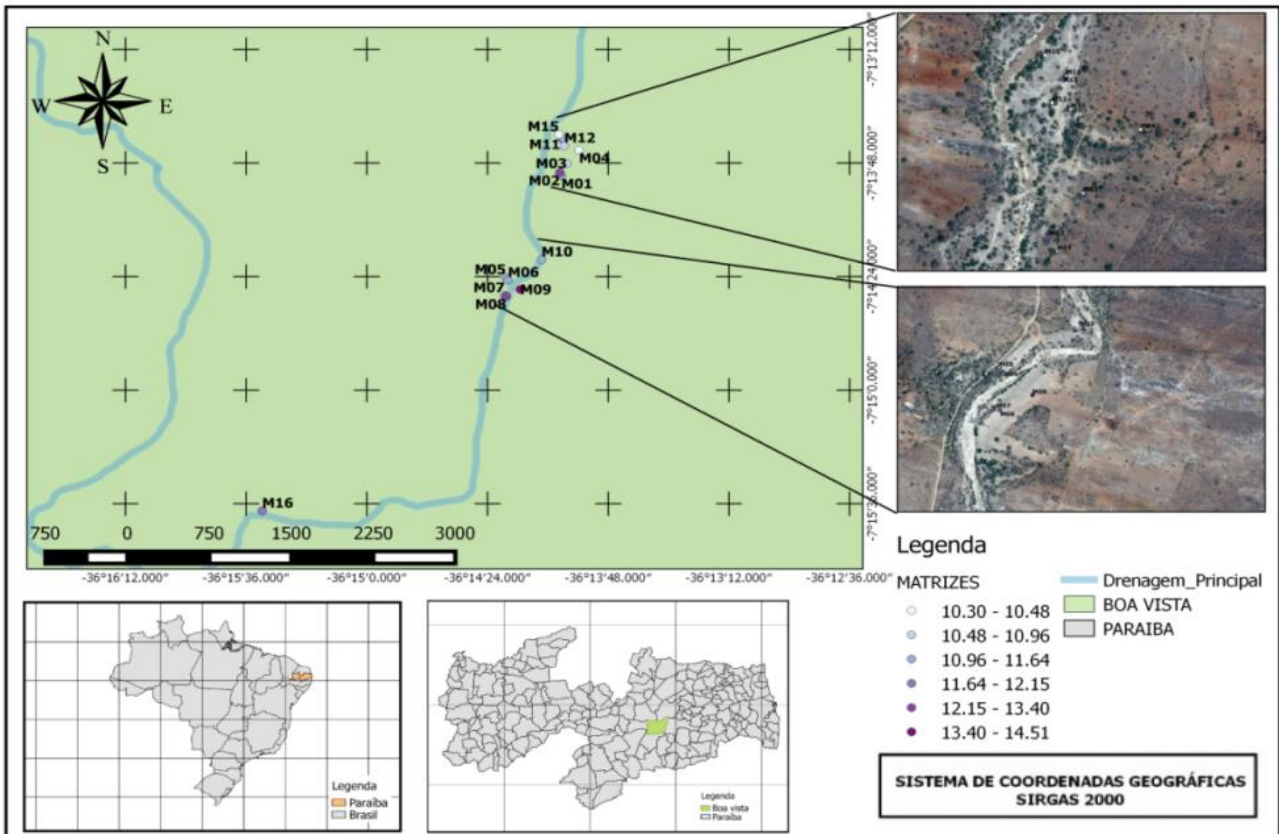 N
W E
S
M15
M12
M11
M04
M03
M02 M01
M10
M05 M06
M07 M09
M08
M16
-7°13'12.000"
-7°13'48.000"
-7°14'24.000"
-7°15'0.000"
-7°15'36.000"
750 0 750 1500 2250 3000
-36°16'12.000" -36°15'36.000" -36°15'0.000" -36°14'24.000" -36°13'48.000" -36°13'12.000" -36°12'36.000"
Legenda
MATRIZES
10.30 - 10.48
10.48 - 10.96
10.96 - 11.64
11.64 - 12.15
12.15 - 13.40
13.40 - 14.51
Drenagem_Principal
BOA VISTA
PARAIBA
Legenda
Paraíba
Brasil
Legenda
Boa vista
Paraíba
SISTEMA DE COORDENADAS GEOGRÁFICAS
SIRGAS 2000